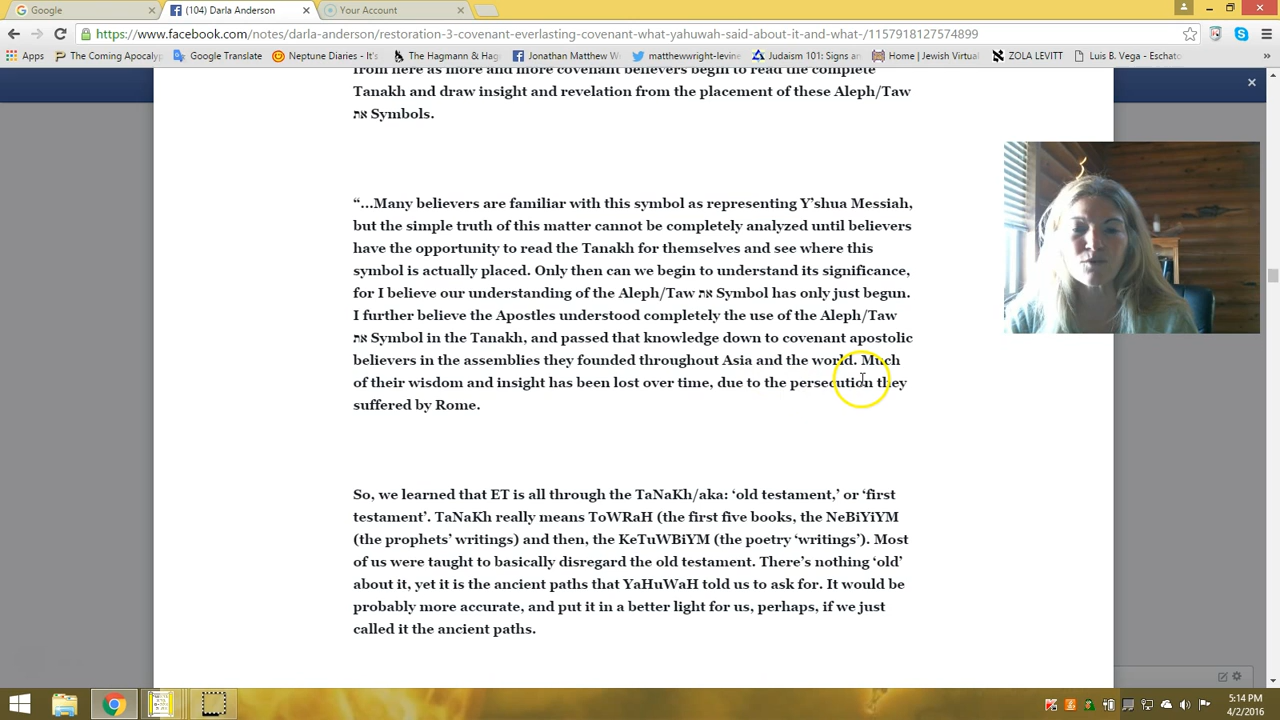 Google
(104) Darla Anderson
Your Account
https://www.facebook.com/notes/darla-anderson/restoration-3-covenant-everlasting-covenant-what-yahuwah-said-about-it-and-what-/1157918127574899
Apps
The Coming Apocalyp
Google Translate
Neptune Diaries - It's
The Hagmann & Hag
Jonathan Matthew W
matthewwright-levine
Judaism 101: Signs an
Home | Jewish Virtual
ZOLA LEVITT
Luis B. Vega - Eschato
from here as more and more covenant believers begin to read the complete
Tanakh and draw insight and revelation from the placement of these Aleph/Taw
את Symbols.
“…Many believers are familiar with this symbol as representing Y’shua Messiah,
but the simple truth of this matter cannot be completely analyzed until believers
have the opportunity to read the Tanakh for themselves and see where this
symbol is actually placed. Only then can we begin to understand its significance,
for I believe our understanding of the Aleph/Taw את Symbol has only just begun.
I further believe the Apostles understood completely the use of the Aleph/Taw
את Symbol in the Tanakh, and passed that knowledge down to covenant apostolic
believers in the assemblies they founded throughout Asia and the world. Much
of their wisdom and insight has been lost over time, due to the persecution they
suffered by Rome.
So, we learned that ET is all through the TaNaKh/aka: ‘old testament,’ or ‘first
testament’. TaNaKh really means ToWRaH (the first five books, the NeBiYiYM
(the prophets’ writings) and then, the KeTuWBiYM (the poetry ‘writings’). Most
of us were taught to basically disregard the old testament. There’s nothing ‘old’
about it, yet it is the ancient paths that YaHuWaH told us to ask for. It would be
probably more accurate, and put it in a better light for us, perhaps, if we just
called it the ancient paths.
5:14 PM
4/2/2016